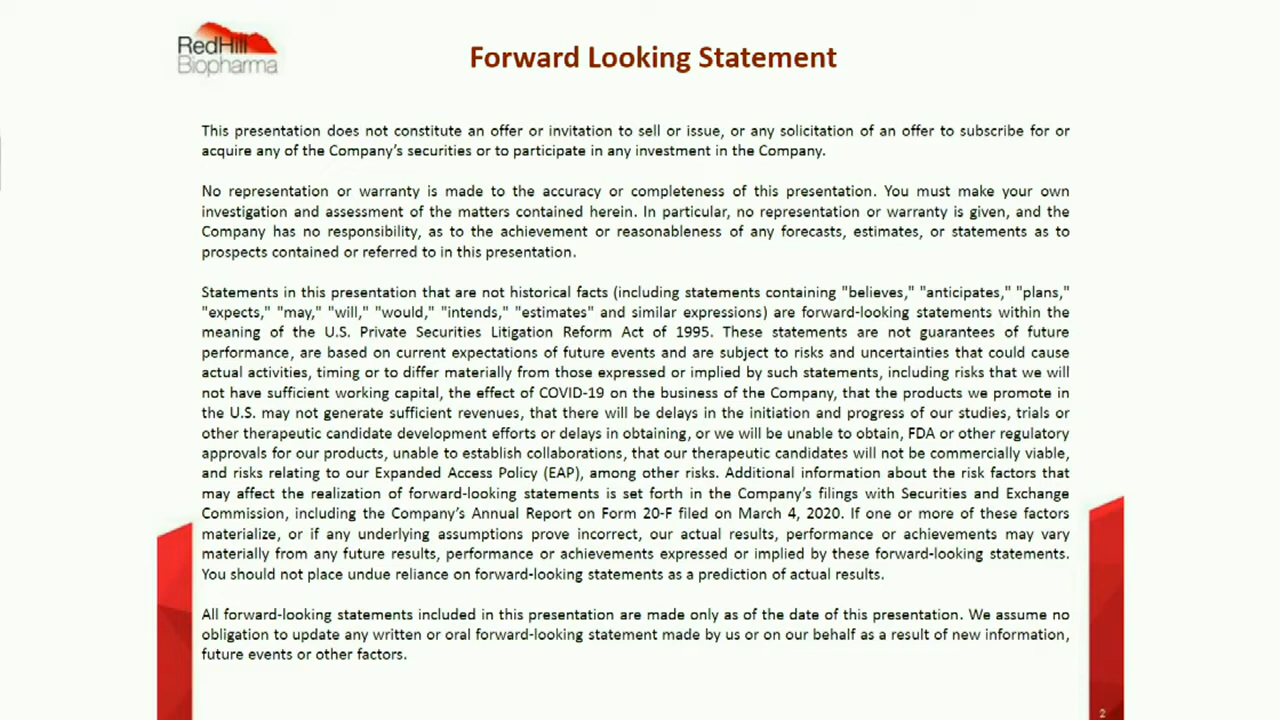 RedHill
Biopharma
Forward Looking Statement
This presentation does not constitute an offer or invitation to sell or issue, or any solicitation of an offer to subscribe for or
acquire any of the Company's securities or to participate in any investment in the Company.
No representation or warranty is made to the accuracy or completeness of this presentation. You must make your own
investigation and assessment of the matters contained herein. In particular, no representation or warranty is given, and the
Company has no responsibility, as to the achievement or reasonableness of any forecasts, estimates, or statements as to
prospects contained or referred to in this presentation.
Statements in this presentation that are not historical facts (including statements containing "believes," "anticipates," "plans,"
"expects," "may," "will," "would," "intends," "estimates" and similar expressions) are forward-looking statements within the
meaning of the U.S. Private Securities Litigation Reform Act of 1995. These statements are not guarantees of future
performance, are based on current expectations of future events and are subject to risks and uncertainties that could cause
actual activities, timing or to differ materially from those expressed or implied by such statements, including risks that we will
not have sufficient working capital, the effect of COVID-19 on the business of the Company, that the products we promote in
the U.S. may not generate sufficient revenues, that there will be delays in the initiation and progress of our studies, trials or
other therapeutic candidate development efforts or delays in obtaining, or we will be unable to obtain, FDA or other regulatory
approvals for our products, unable to establish collaborations, that our therapeutic candidates will not be commercially viable,
and risks relating to our Expanded Access Policy (EAP), among other risks. Additional information about the risk factors that
may affect the realization of forward-looking statements is set forth in the Company's filings with Securities and Exchange
Commission, including the Company's Annual Report on Form 20-F filed on March 4, 2020. If one or more of these factors
materialize, or if any underlying assumptions prove incorrect, our actual results, performance or achievements may vary
materially from any future results, performance or achievements expressed or implied by these forward-looking statements.
You should not place undue reliance on forward-looking statements as a prediction of actual results.
All forward-looking statements included in this presentation are made only as of the date of this presentation. We assume no
obligation to update any written or oral forward-looking statement made by us or on our behalf as a result of new information,
future events or other factors.
2